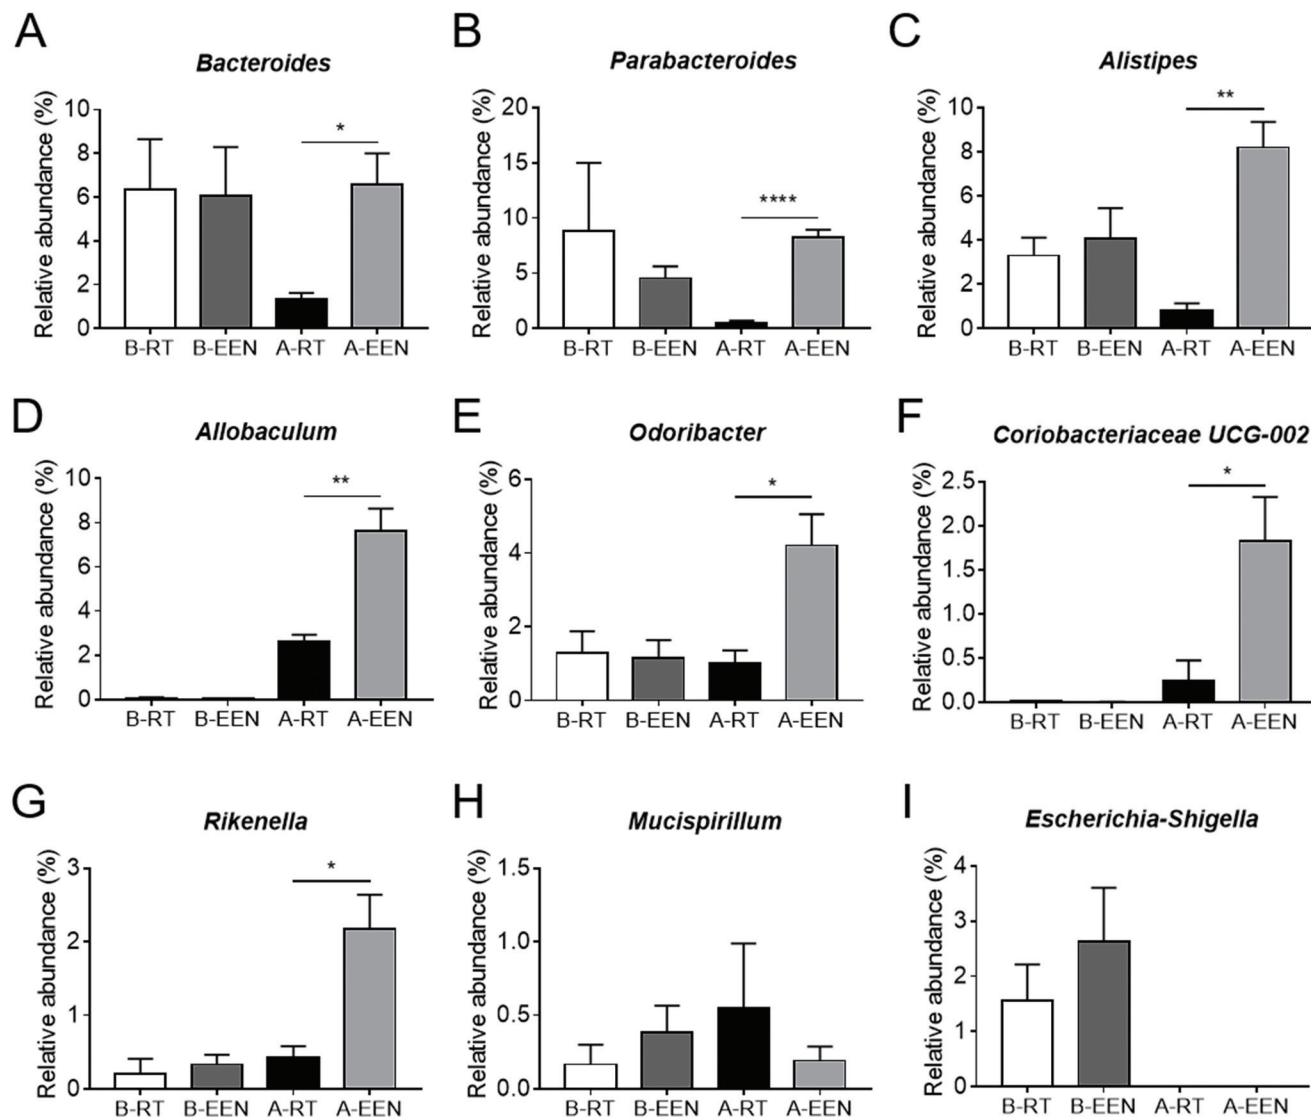 A
Bacteroides
Relative abundance (%)
10
8
6
4
2
0
*
B-RT B-EEN A-RT A-EEN
B
Parabacteroides
Relative abundance (%)
20
15
10
5
0
****
B-RT B-EEN A-RT A-EEN
C
Alistipes
Relative abundance (%)
10
8
6
4
2
0
**
B-RT B-EEN A-RT A-EEN
D
Allobaculum
Relative abundance (%)
10
8
6
4
2
0
**
B-RT B-EEN A-RT A-EEN
E
Odoribacter
Relative abundance (%)
6
4
2
0
*
B-RT B-EEN A-RT A-EEN
F
Coriobacteriaceae UCG-002
Relative abundance (%)
2.5
2.0
1.5
1.0
0.5
0.0
*
B-RT B-EEN A-RT A-EEN
G
Rikenella
Relative abundance (%)
3
2
1
0
*
B-RT B-EEN A-RT A-EEN
H
Mucispirillum
Relative abundance (%)
1.5
1.0
0.5
0.0
B-RT B-EEN A-RT A-EEN
I
Escherichia-Shigella
Relative abundance (%)
4
3
2
1
0
B-RT B-EEN A-RT A-EEN